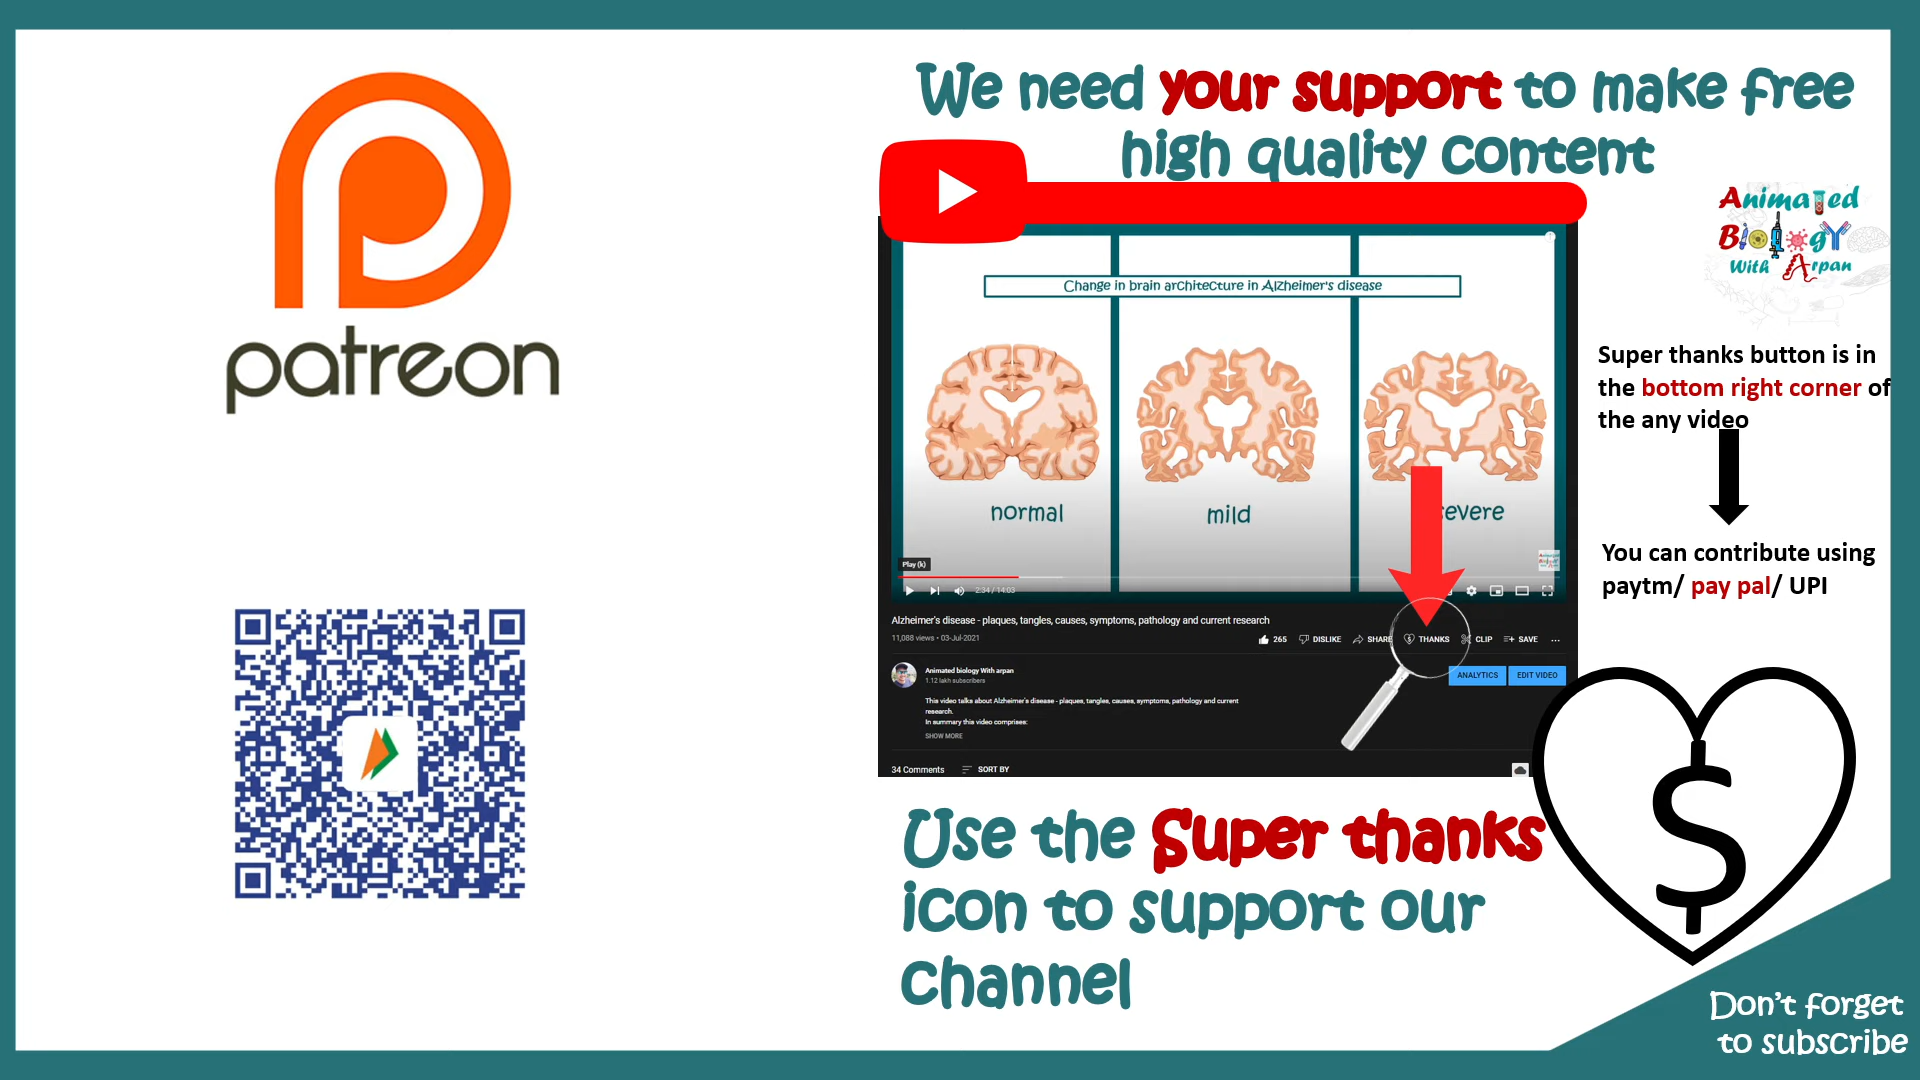 patreon
We need your support to make free
high quality content
Animated
Biology
With Arpan
Change in brain architecture in Alzheimer's disease
normal
mild
severe
Play (k)
2:34 / 14:03
Alzheimer's disease - plaques, tangles, causes, symptoms, pathology and current research
11,088 views • 03-Jul-2021
265 DISLIKE SHARE THANKS CLIP SAVE ...
Animated biology With arpan
1.12 lakh subscribers
ANALYTICS EDIT VIDEO
This video talks about Alzheimer's disease - plaques, tangles, causes, symptoms, pathology and current
research.
In summary this video comprises:
SHOW MORE
34 Comments SORT BY
Super thanks button is in
the bottom right corner of
the any video
You can contribute using
paytm/ pay pal/ UPI
$
Use the Super thanks
icon to support our
channel
Don't forget
to subscribe